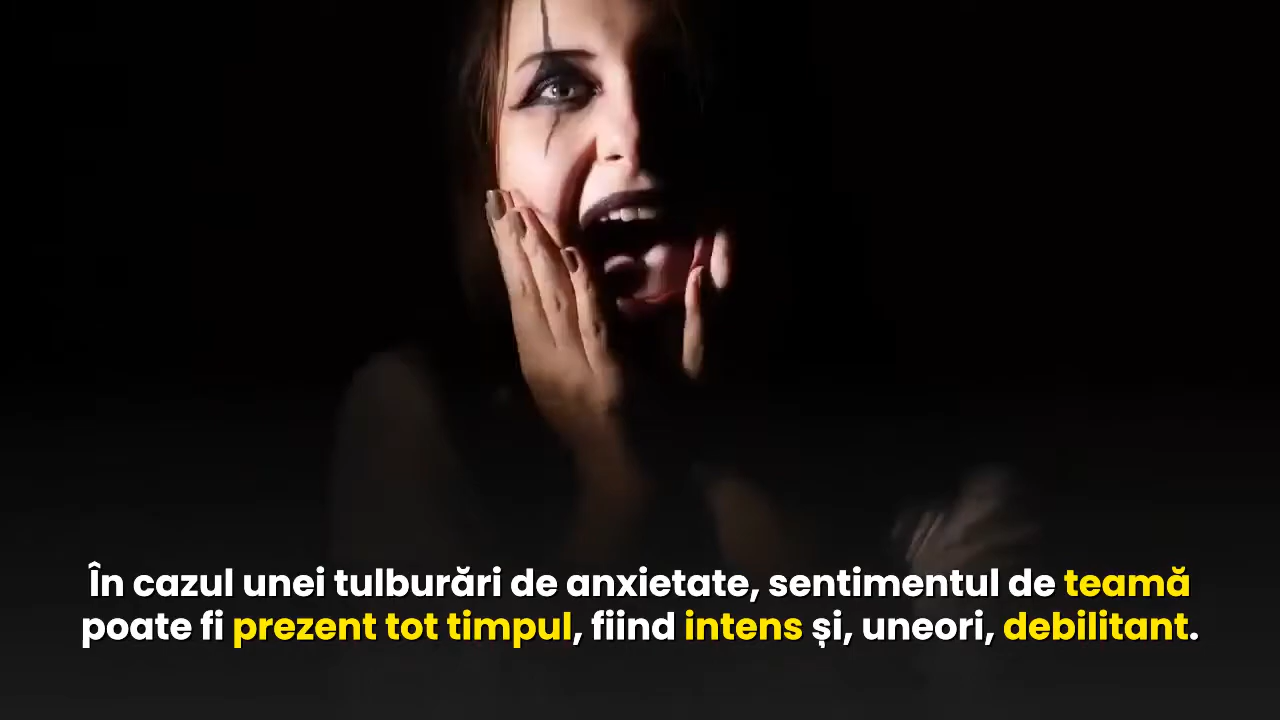 În cazul unei tulburări de anxietate, sentimentul de teamă
poate fi prezent tot timpul, fiind intens și, uneori, debilitant.